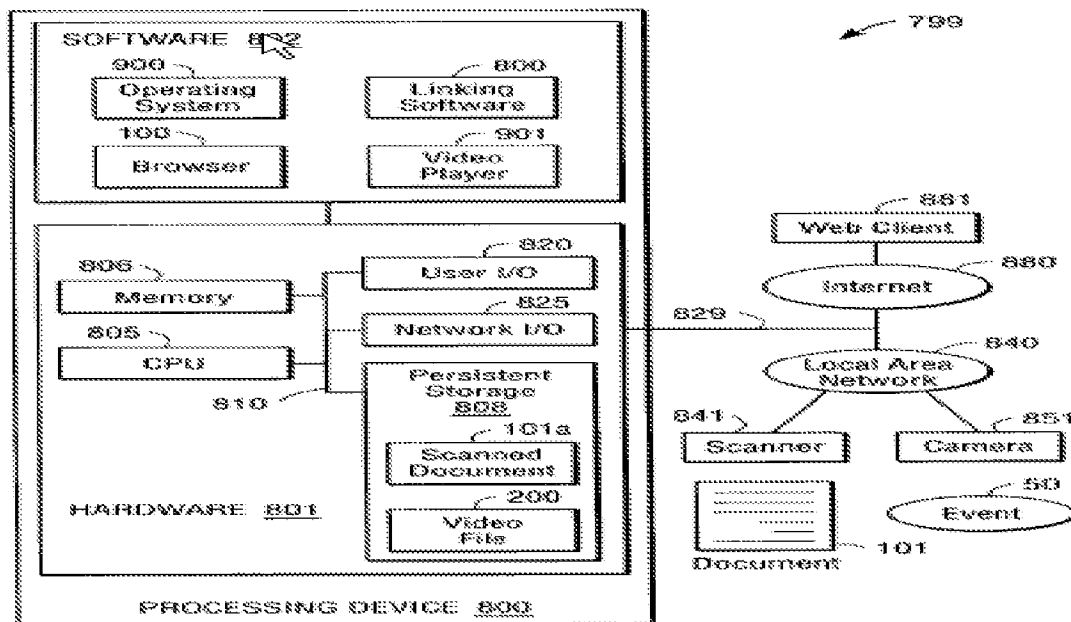 799
SOFTWARE 802
900
Operating
System
800
Linking
Software
100
Browser
901
Video
Player
881
Web Client
880
Internet
806
Memory
820
User I/O
825
Network I/O
829
805
CPU
840
Local Area
Network
810
Persistent
Storage
808
841
Scanner
851
Camera
101a
Scanned
Document
HARDWARE 801
200
Video
File
50
Event
101
Document
PROCESSING DEVICE 800